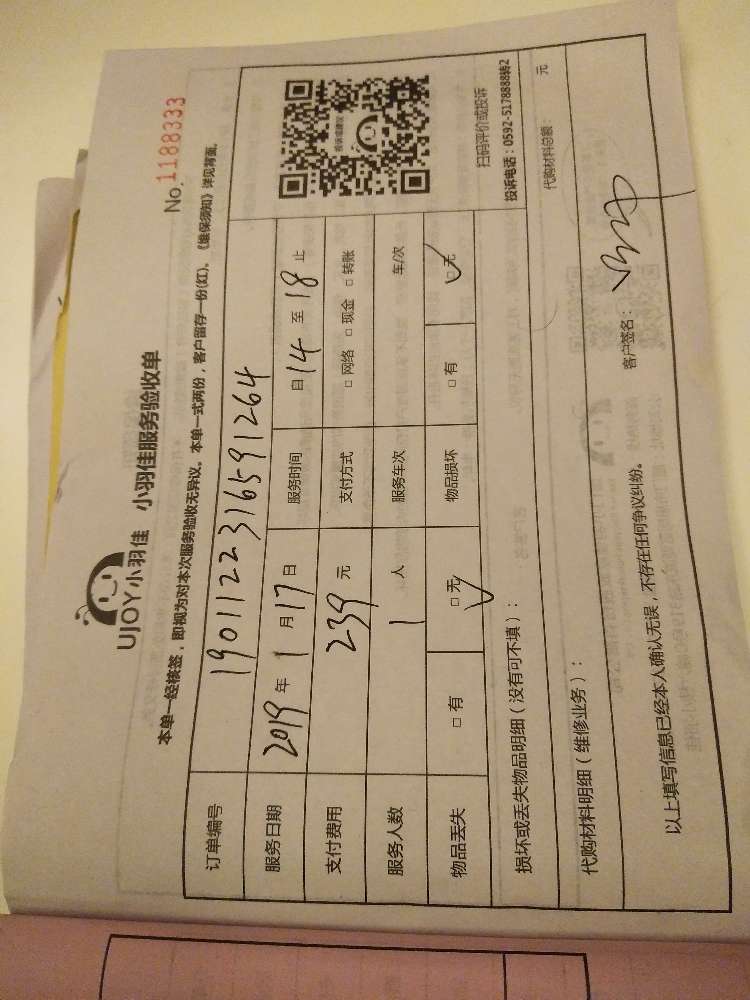 UJOY小羽佳 小羽佳服务验收单
No.1188333
本单一经核签，即视为对本次服务验收无异议。本单一式两份，客户留存一份(红)。《维保须知》详见背面。
订单编号 1901122316591264
服务日期 2019 年 1 月 17 日 服务时间 自 14 至 18 止
支付费用 239 元 支付方式 □ 网络 □ 现金 □ 转账
服务人数 1 人 服务车次 车/次
物品丢失 □ 有 □ 无 物品损坏 □ 有 □ 无
扫码评价或投诉
投诉电话：0592-5178888转2
损坏或丢失物品明细（没有可不填）：
代购材料明细（维修业务）： 代购材料总额： 元
以上填写信息已经本人确认无误，不存在任何争议纠纷。 客户签名：